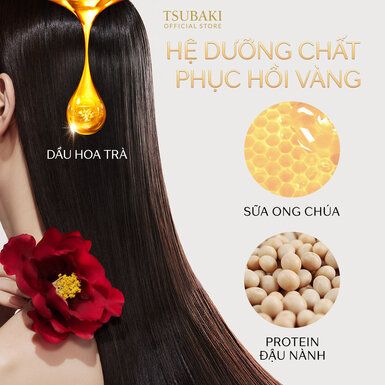 TSUBAKI
OFFICIAL STORE
HỆ DƯỠNG CHẤT
PHỤC HỒI VÀNG
DẦU HOA TRÀ
SỮA ONG CHÚA
PROTEIN
ĐẬU NÀNH